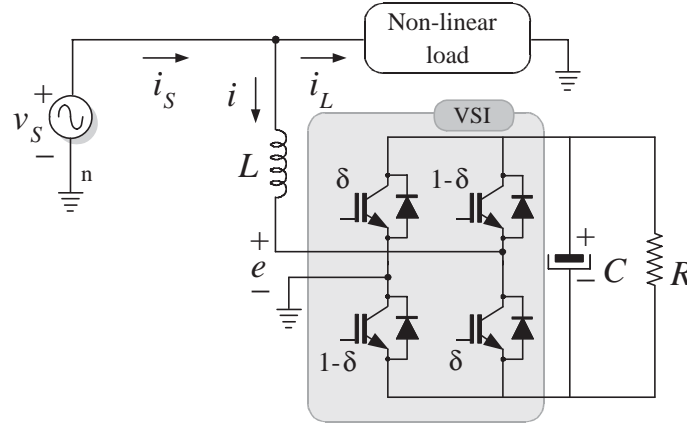 Non-linear
load
i_S
i
i_L
VSI
+
v_S
−
n
L
δ
1-δ
+
e
−
+
−
C
R
1-δ
δ